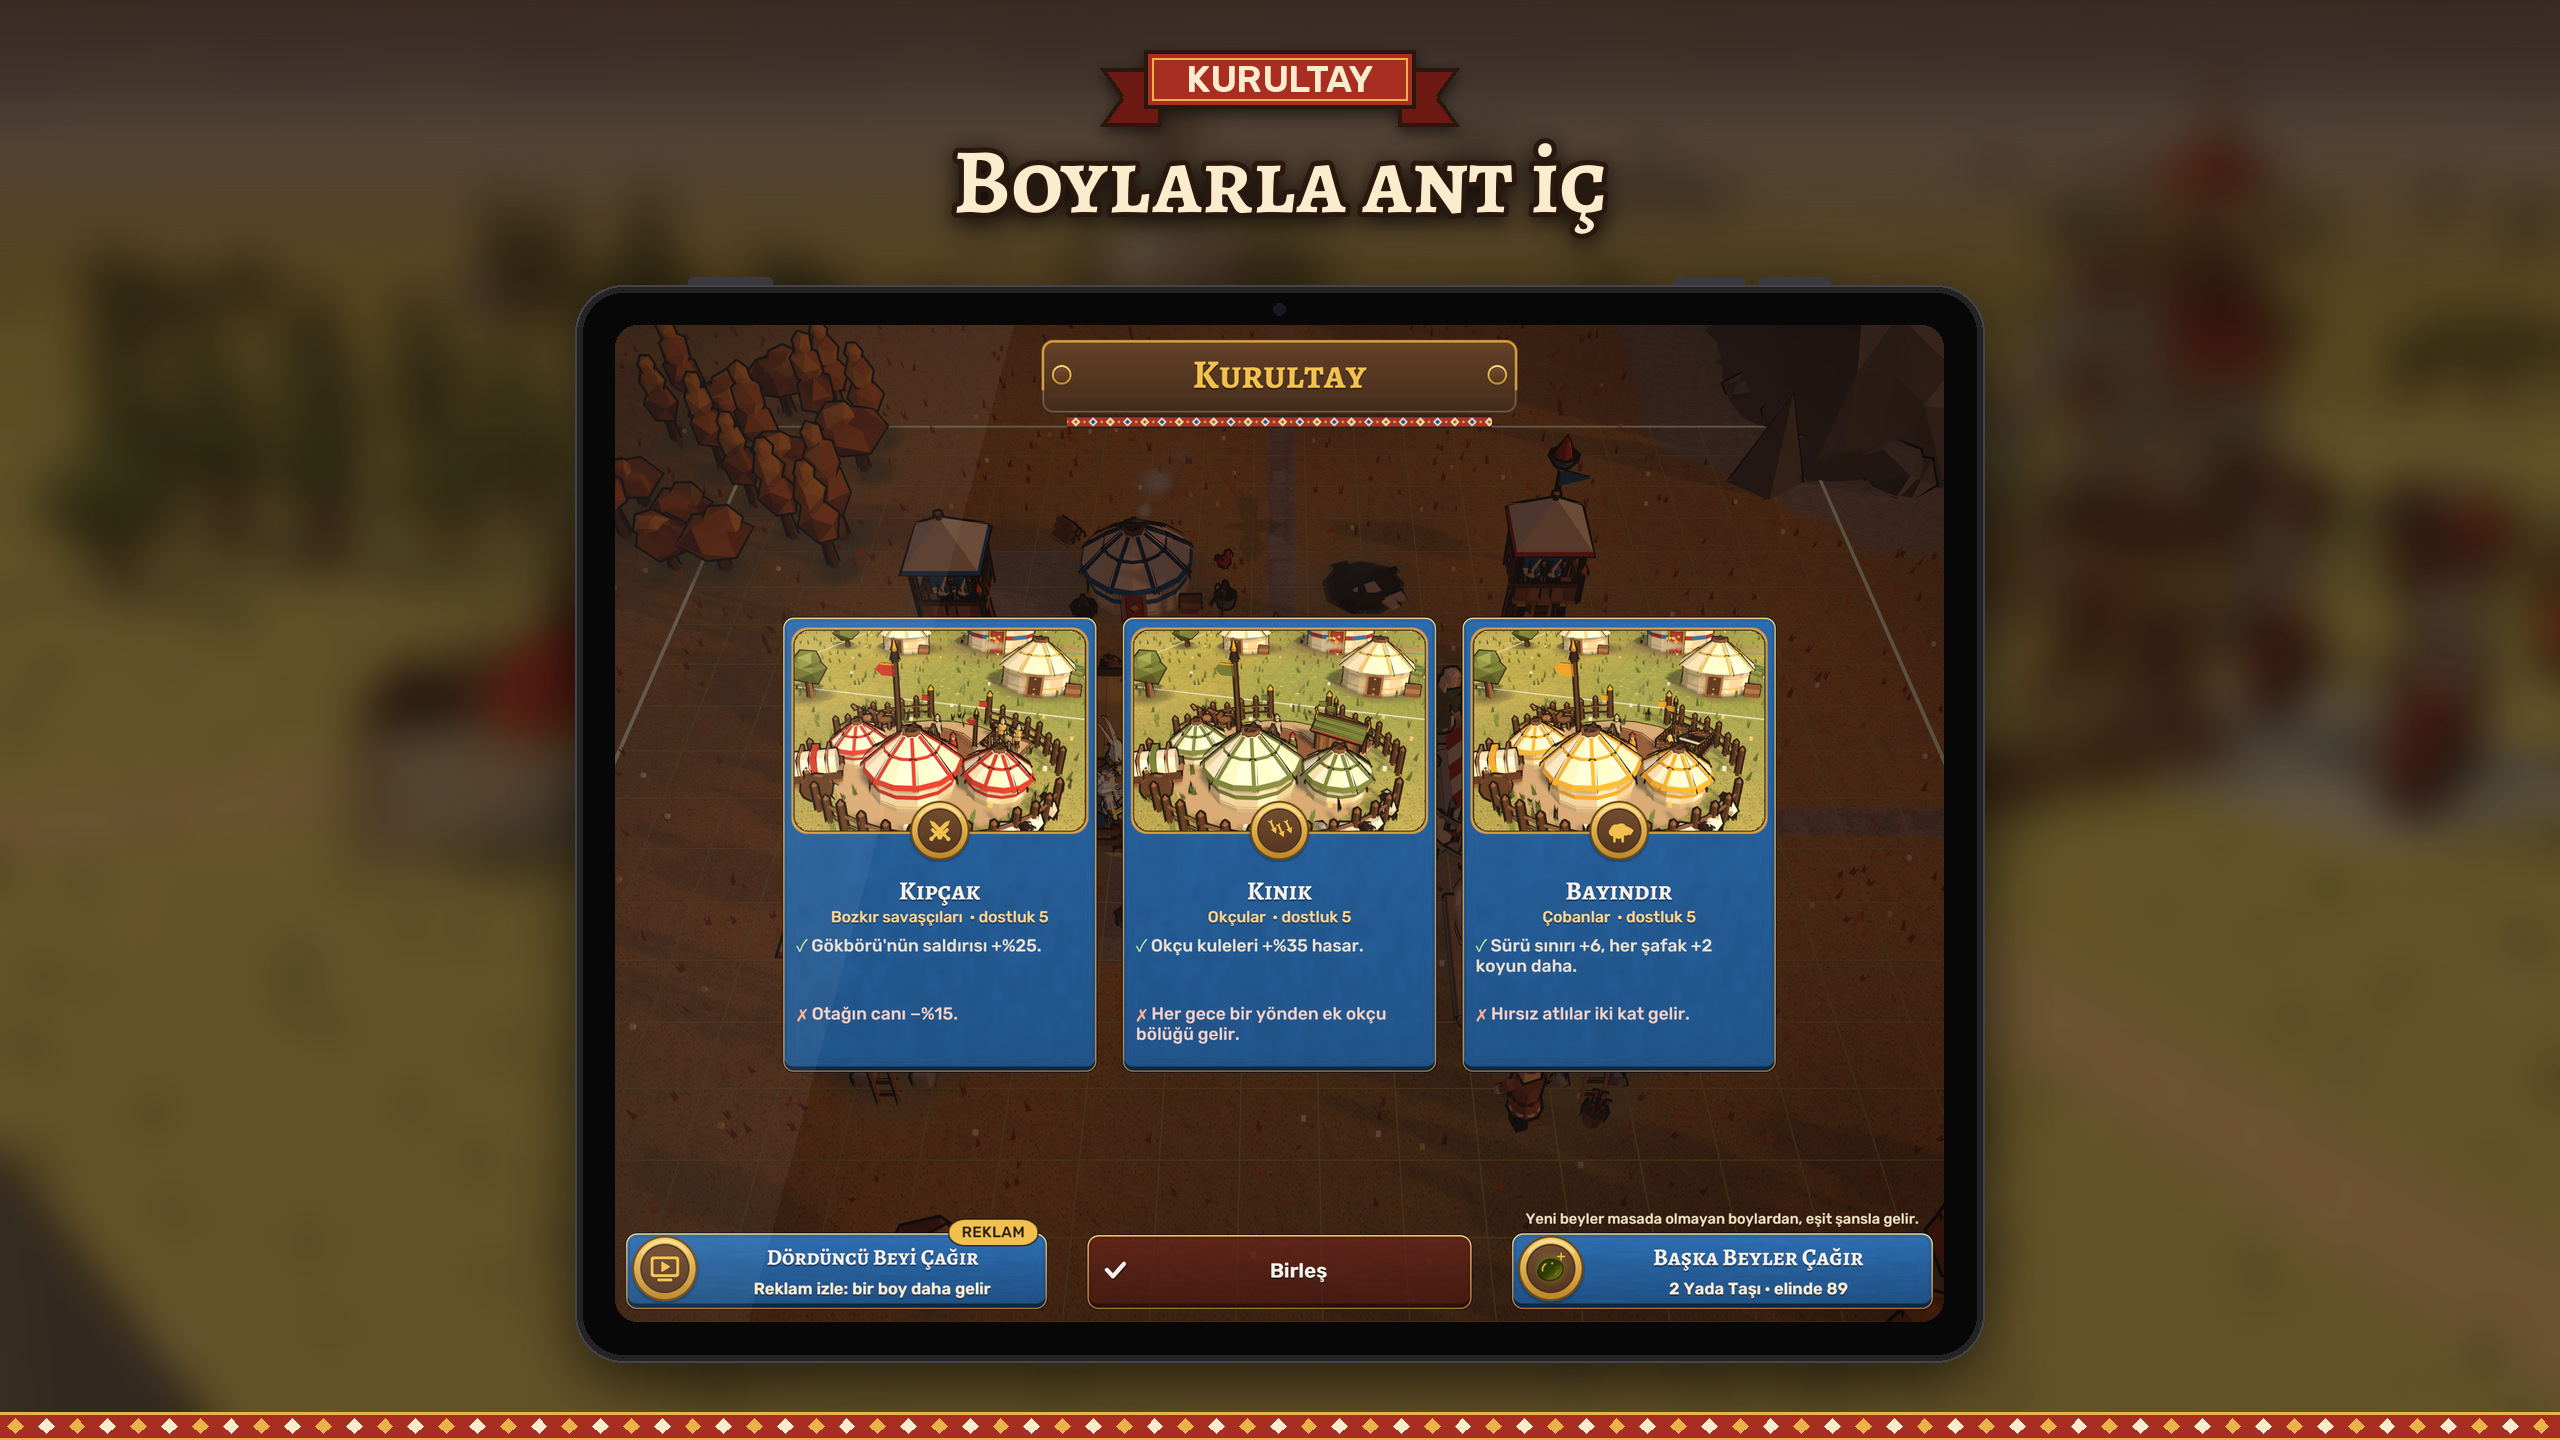 KURULTAY
BOYLARLA ANT İÇ
KURULTAY
KIPÇAK
Bozkır savaşçıları • dostluk 5
✓ Gökbörü'nün saldırısı +%25.
✗ Otağın canı –%15.
KINIK
Okçular • dostluk 5
✓ Okçu kuleleri +%35 hasar.
✗ Her gece bir yönden ek okçu
bölüğü gelir.
BAYINDIR
Çobanlar • dostluk 5
✓ Sürü sınırı +6, her şafak +2
koyun daha.
✗ Hırsız atlılar iki kat gelir.
REKLAM
DÖRDÜNCÜ BEYİ ÇAĞIR
Reklam izle: bir boy daha gelir
Birleş
Yeni beyler masada olmayan boylardan, eşit şansla gelir.
BAŞKA BEYLER ÇAĞIR
2 Yada Taşı • elinde 89